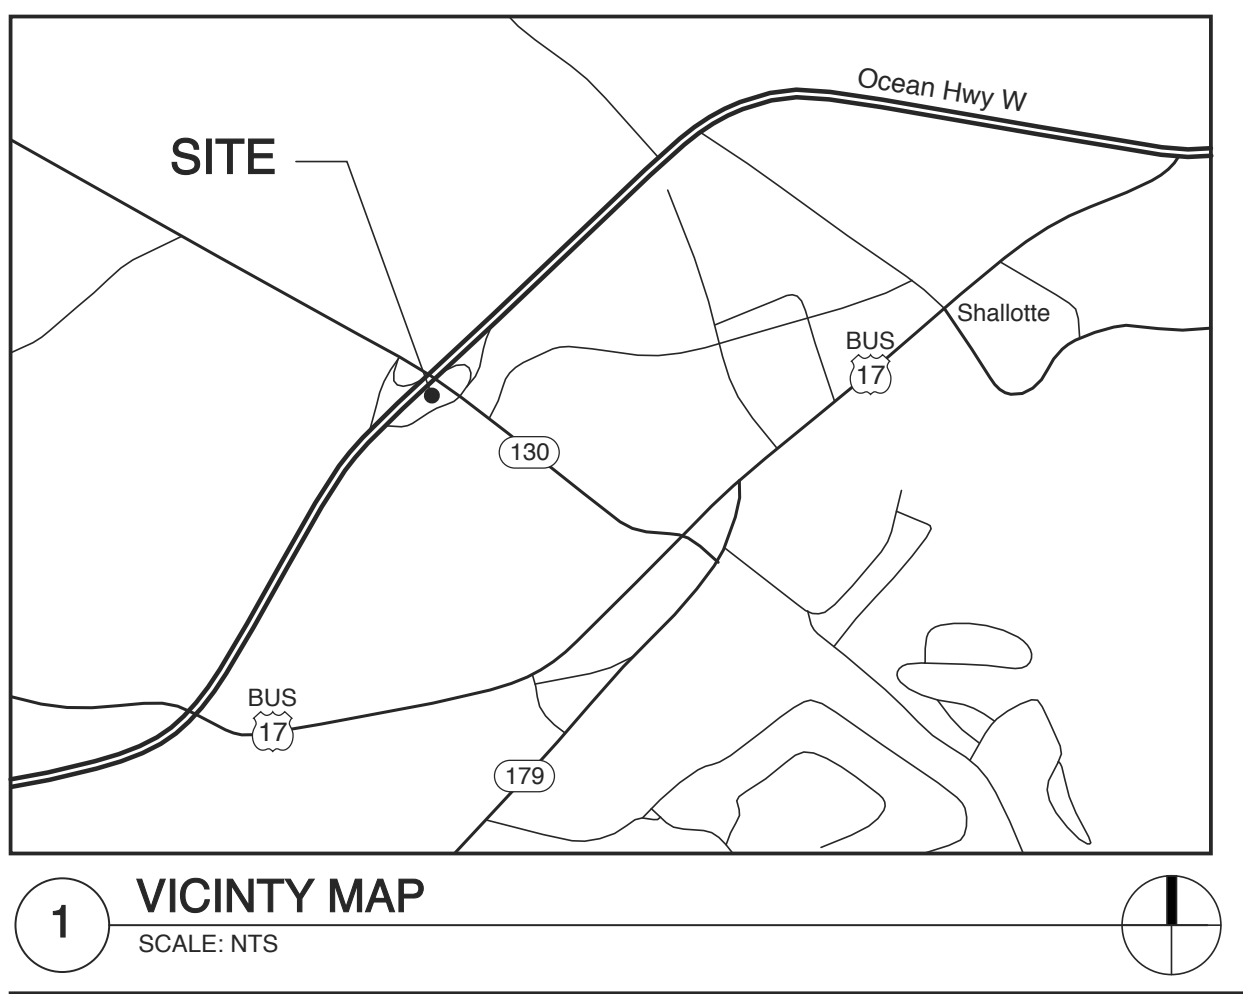 Ocean Hwy W
SITE
Shallotte
BUS
17
130
BUS
17
179
1
VICINTY MAP
SCALE: NTS